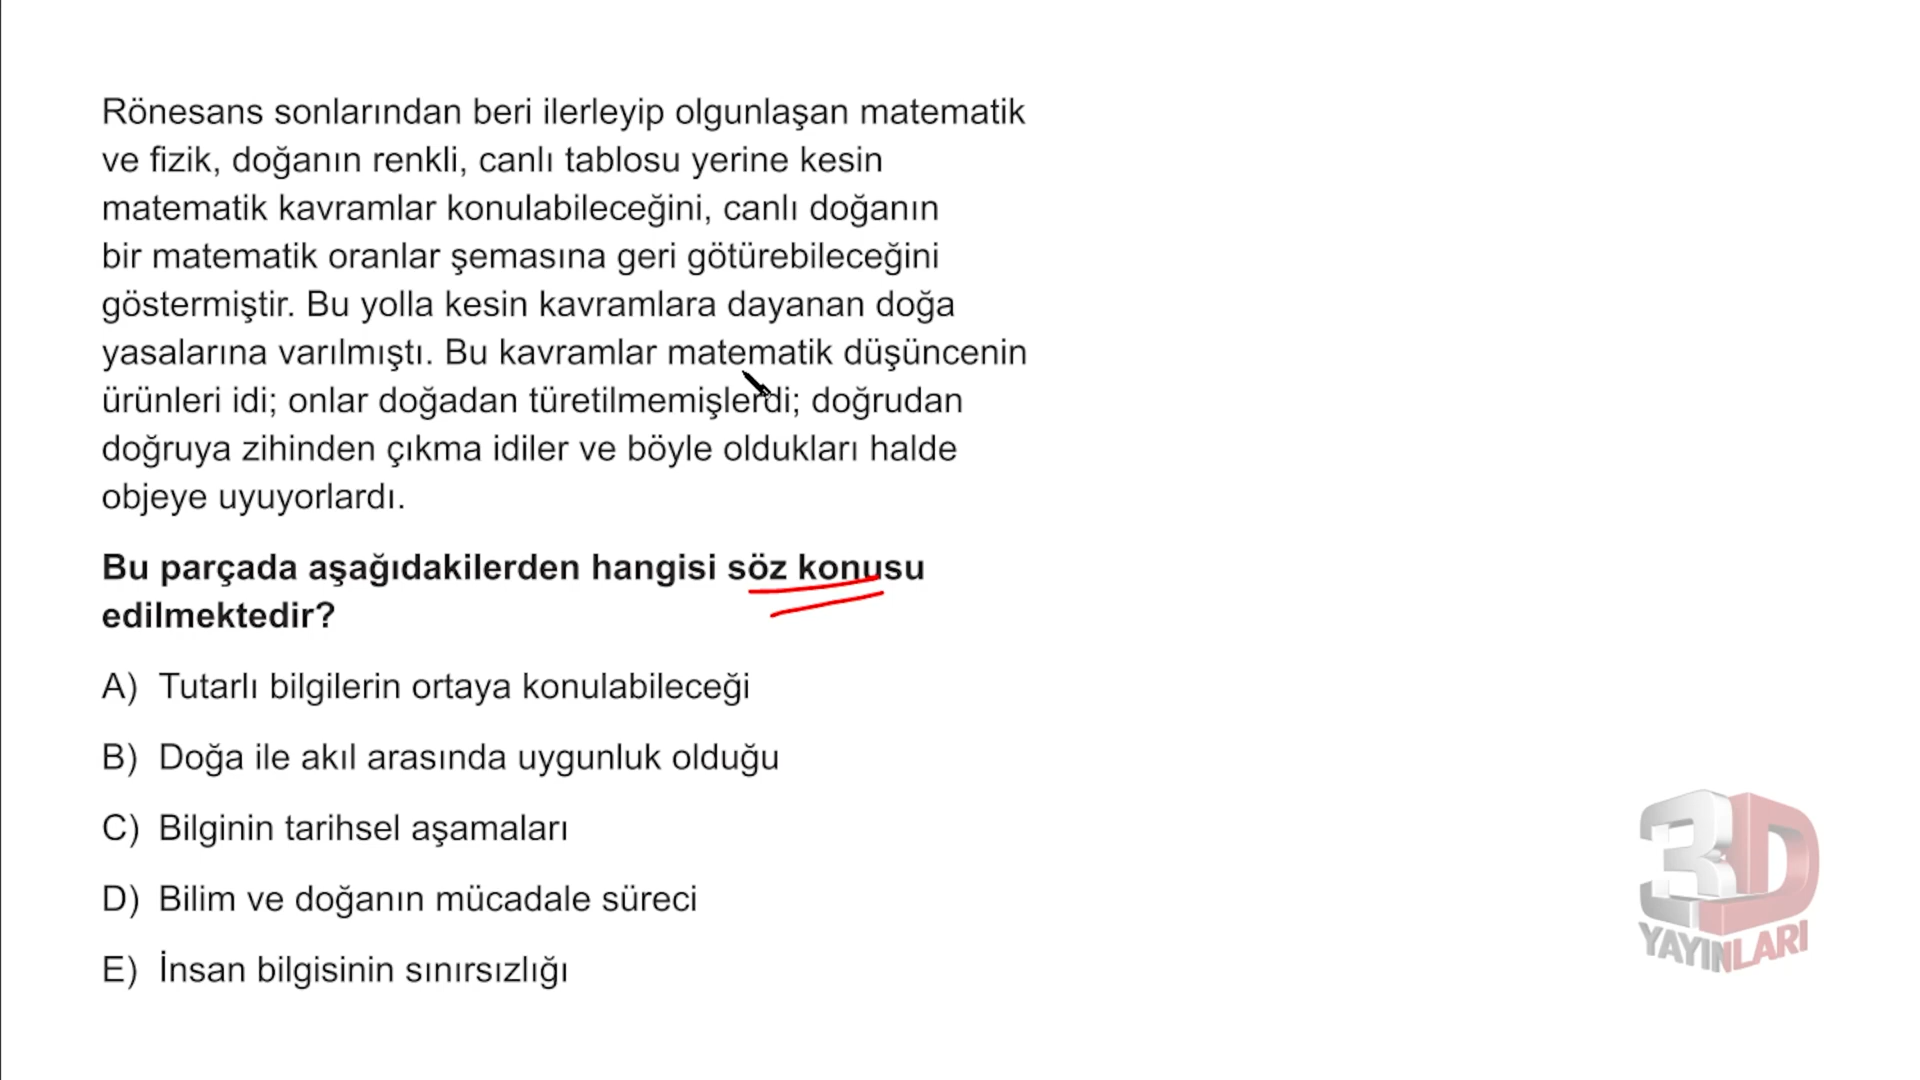 Rönesans sonlarından beri ilerleyip olgunlaşan matematik
ve fizik, doğanın renkli, canlı tablosu yerine kesin
matematik kavramlar konulabileceğini, canlı doğanın
bir matematik oranlar şemasına geri götürebileceğini
göstermiştir. Bu yolla kesin kavramlara dayanan doğa
yasalarına varılmıştı. Bu kavramlar matematik düşüncenin
ürünleri idi; onlar doğadan türetilmemişlerdi; doğrudan
doğruya zihinden çıkma idiler ve böyle oldukları halde
objeye uyuyorlardı.
Bu parçada aşağıdakilerden hangisi söz konusu
edilmektedir?
A) Tutarlı bilgilerin ortaya konulabileceği
B) Doğa ile akıl arasında uygunluk olduğu
C) Bilginin tarihsel aşamaları
D) Bilim ve doğanın mücadale süreci
E) İnsan bilgisinin sınırsızlığı
3D
YAYINLARI